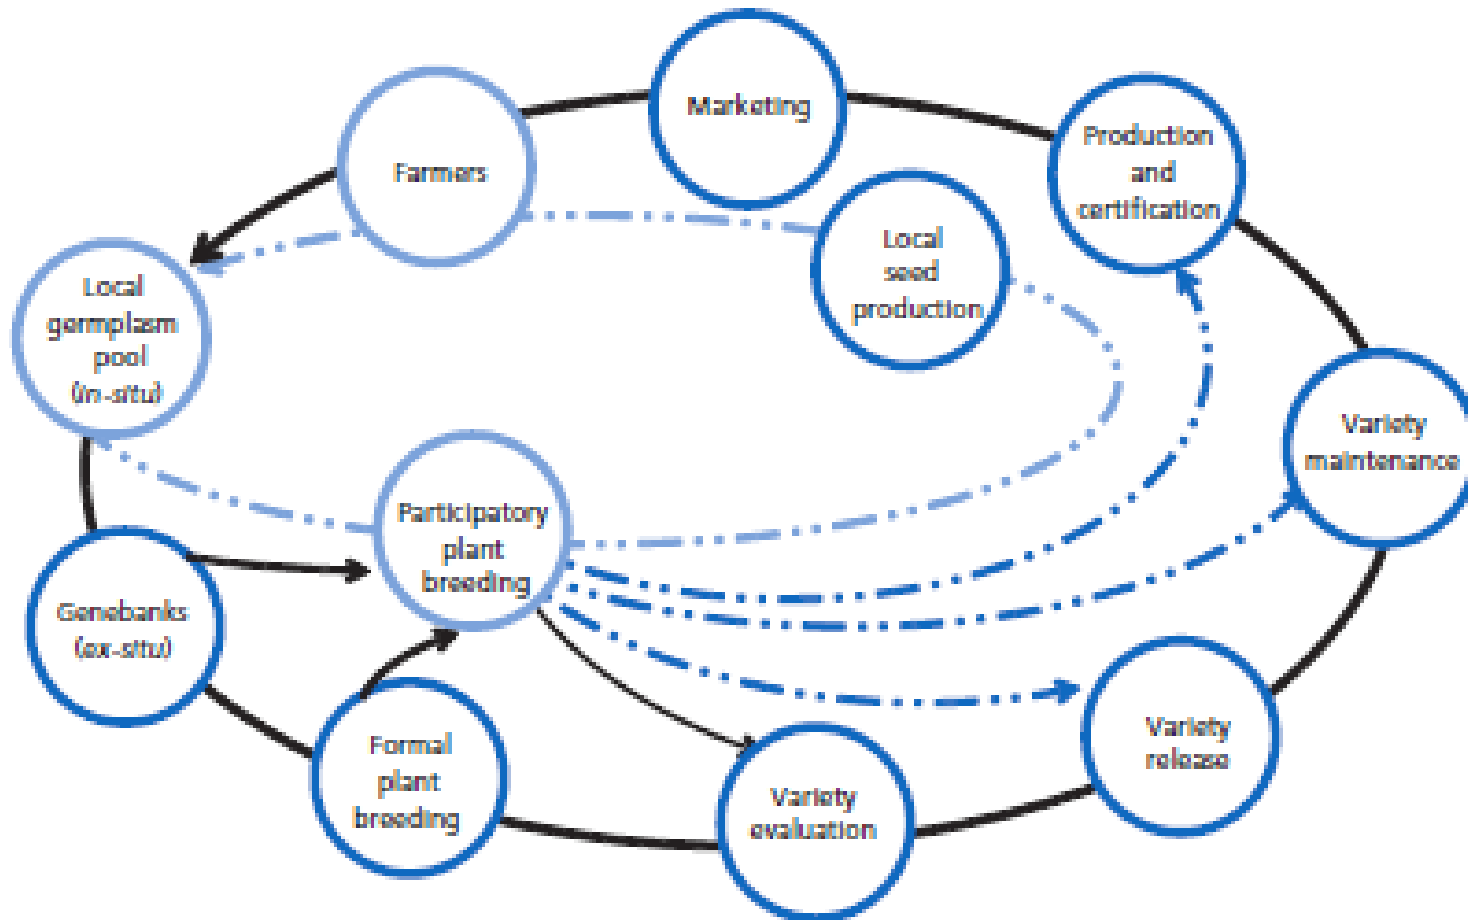 Marketing
Farmers
Production
and
certification
Local
seed
production
Local
germplasm
pool
(in-situ)
Variety
maintenance
Participatory
plant
breeding
Genebanks
(ex-situ)
Formal
plant
breeding
Variety
evaluation
Variety
release